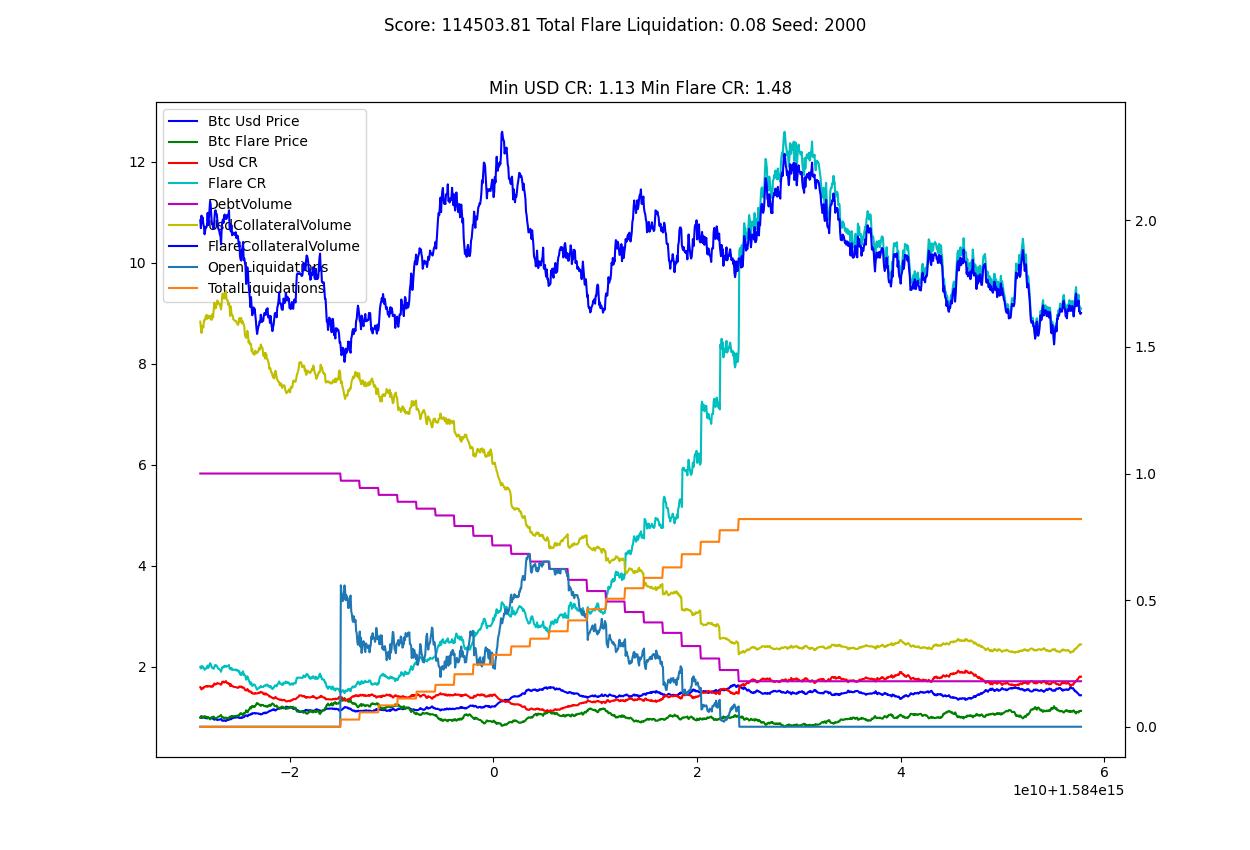 Score: 114503.81 Total Flare Liquidation: 0.08 Seed: 2000
Min USD CR: 1.13 Min Flare CR: 1.48
Btc Usd Price
Btc Flare Price
Usd CR
Flare CR
DebtVolume
UsdCollateralVolume
FlareCollateralVolume
OpenLiquidations
TotalLiquidations
12
10
8
6
4
2
2.0
1.5
1.0
0.5
0.0
−2
0
2
4
6
1e10+1.584e15